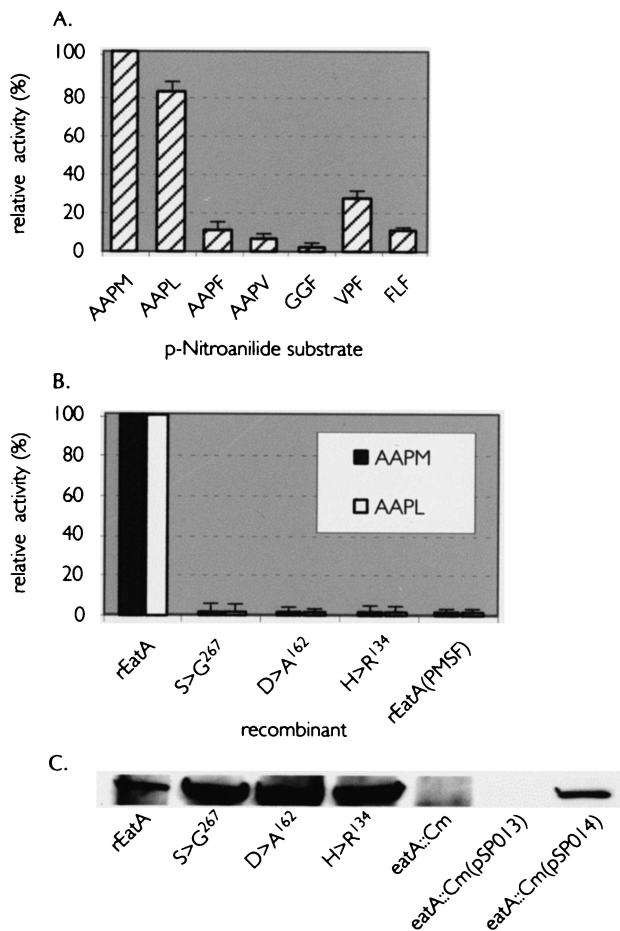 A.
relative activity (%)
100
80
60
40
20
0
AAPM
AAPL
AAPF
AAPV
GGF
VPF
FLF
p-Nitroanilide substrate
B.
relative activity (%)
100
80
60
40
20
0
AAPM
AAPL
rEatA
S>G²⁶⁷
D>A¹⁶²
H>R¹³⁴
rEatA(PMSF)
recombinant
C.
rEatA
S>G²⁶⁷
D>A¹⁶²
H>R¹³⁴
eatA::Cm
eatA::Cm(pSP013)
eatA::Cm(pSP014)